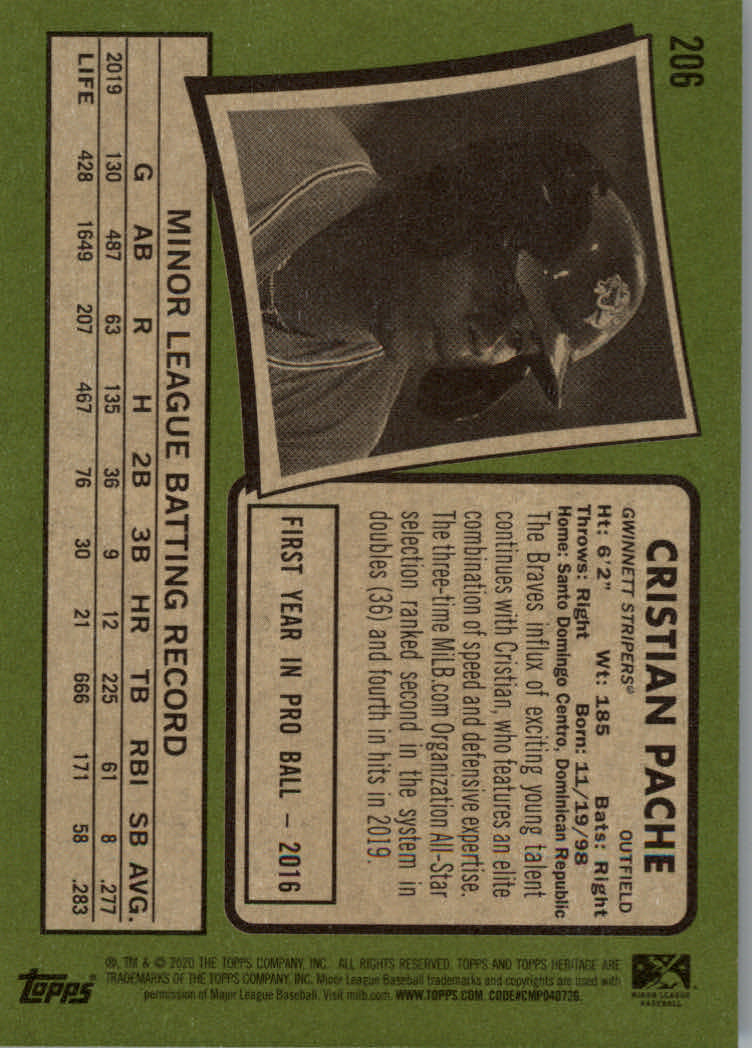 206
CRISTIAN PACHE
GWINNETT STRIPERS® OUTFIELD
Ht: 6'2" Wt: 185 Bats: Right
Throws: Right Born: 11/19/98
Home: Santo Domingo Centro, Dominican Republic
The Braves influx of exciting young talent
continues with Cristian, who features an elite
combination of speed and defensive expertise.
The three-time MiLB.com Organization All-Star
selection ranked second in the system in
doubles (36) and fourth in hits in 2019.
FIRST YEAR IN PRO BALL – 2016
MINOR LEAGUE BATTING RECORD
G AB R H 2B 3B HR TB RBI SB AVG.
2019 130 487 63 135 36 9 12 225 61 8 .277
LIFE 428 1649 207 467 76 30 21 666 171 58 .283
MINOR LEAGUE
BASEBALL
®, TM & © 2020 THE TOPPS COMPANY, INC. ALL RIGHTS RESERVED. TOPPS AND TOPPS HERITAGE ARE
TRADEMARKS OF THE TOPPS COMPANY, INC. Minor League Baseball trademarks and copyrights are used with
permission of Major League Baseball. Visit milb.com. WWW.TOPPS.COM. CODE#CMP040726.
Topps®